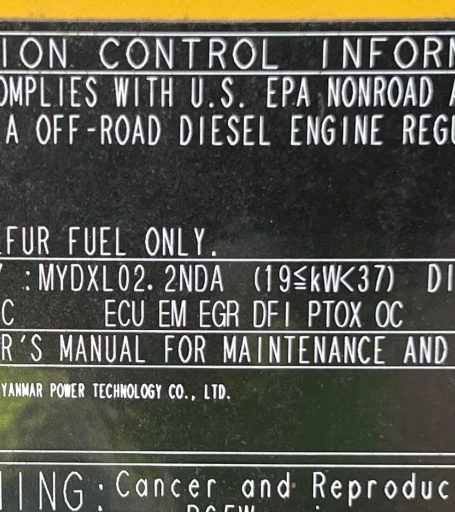 ION CONTROL INFORM
OMPLIES WITH U.S. EPA NONROAD
A OFF-ROAD DIESEL ENGINE REGU
FUR FUEL ONLY.
:MYDXL02.2NDA (19≦kW<37) DI
C ECU EM EGR DFI PTOX OC
R'S MANUAL FOR MAINTENANCE AND
YANMAR POWER TECHNOLOGY CO., LTD.
ING: Cancer and Reproduc